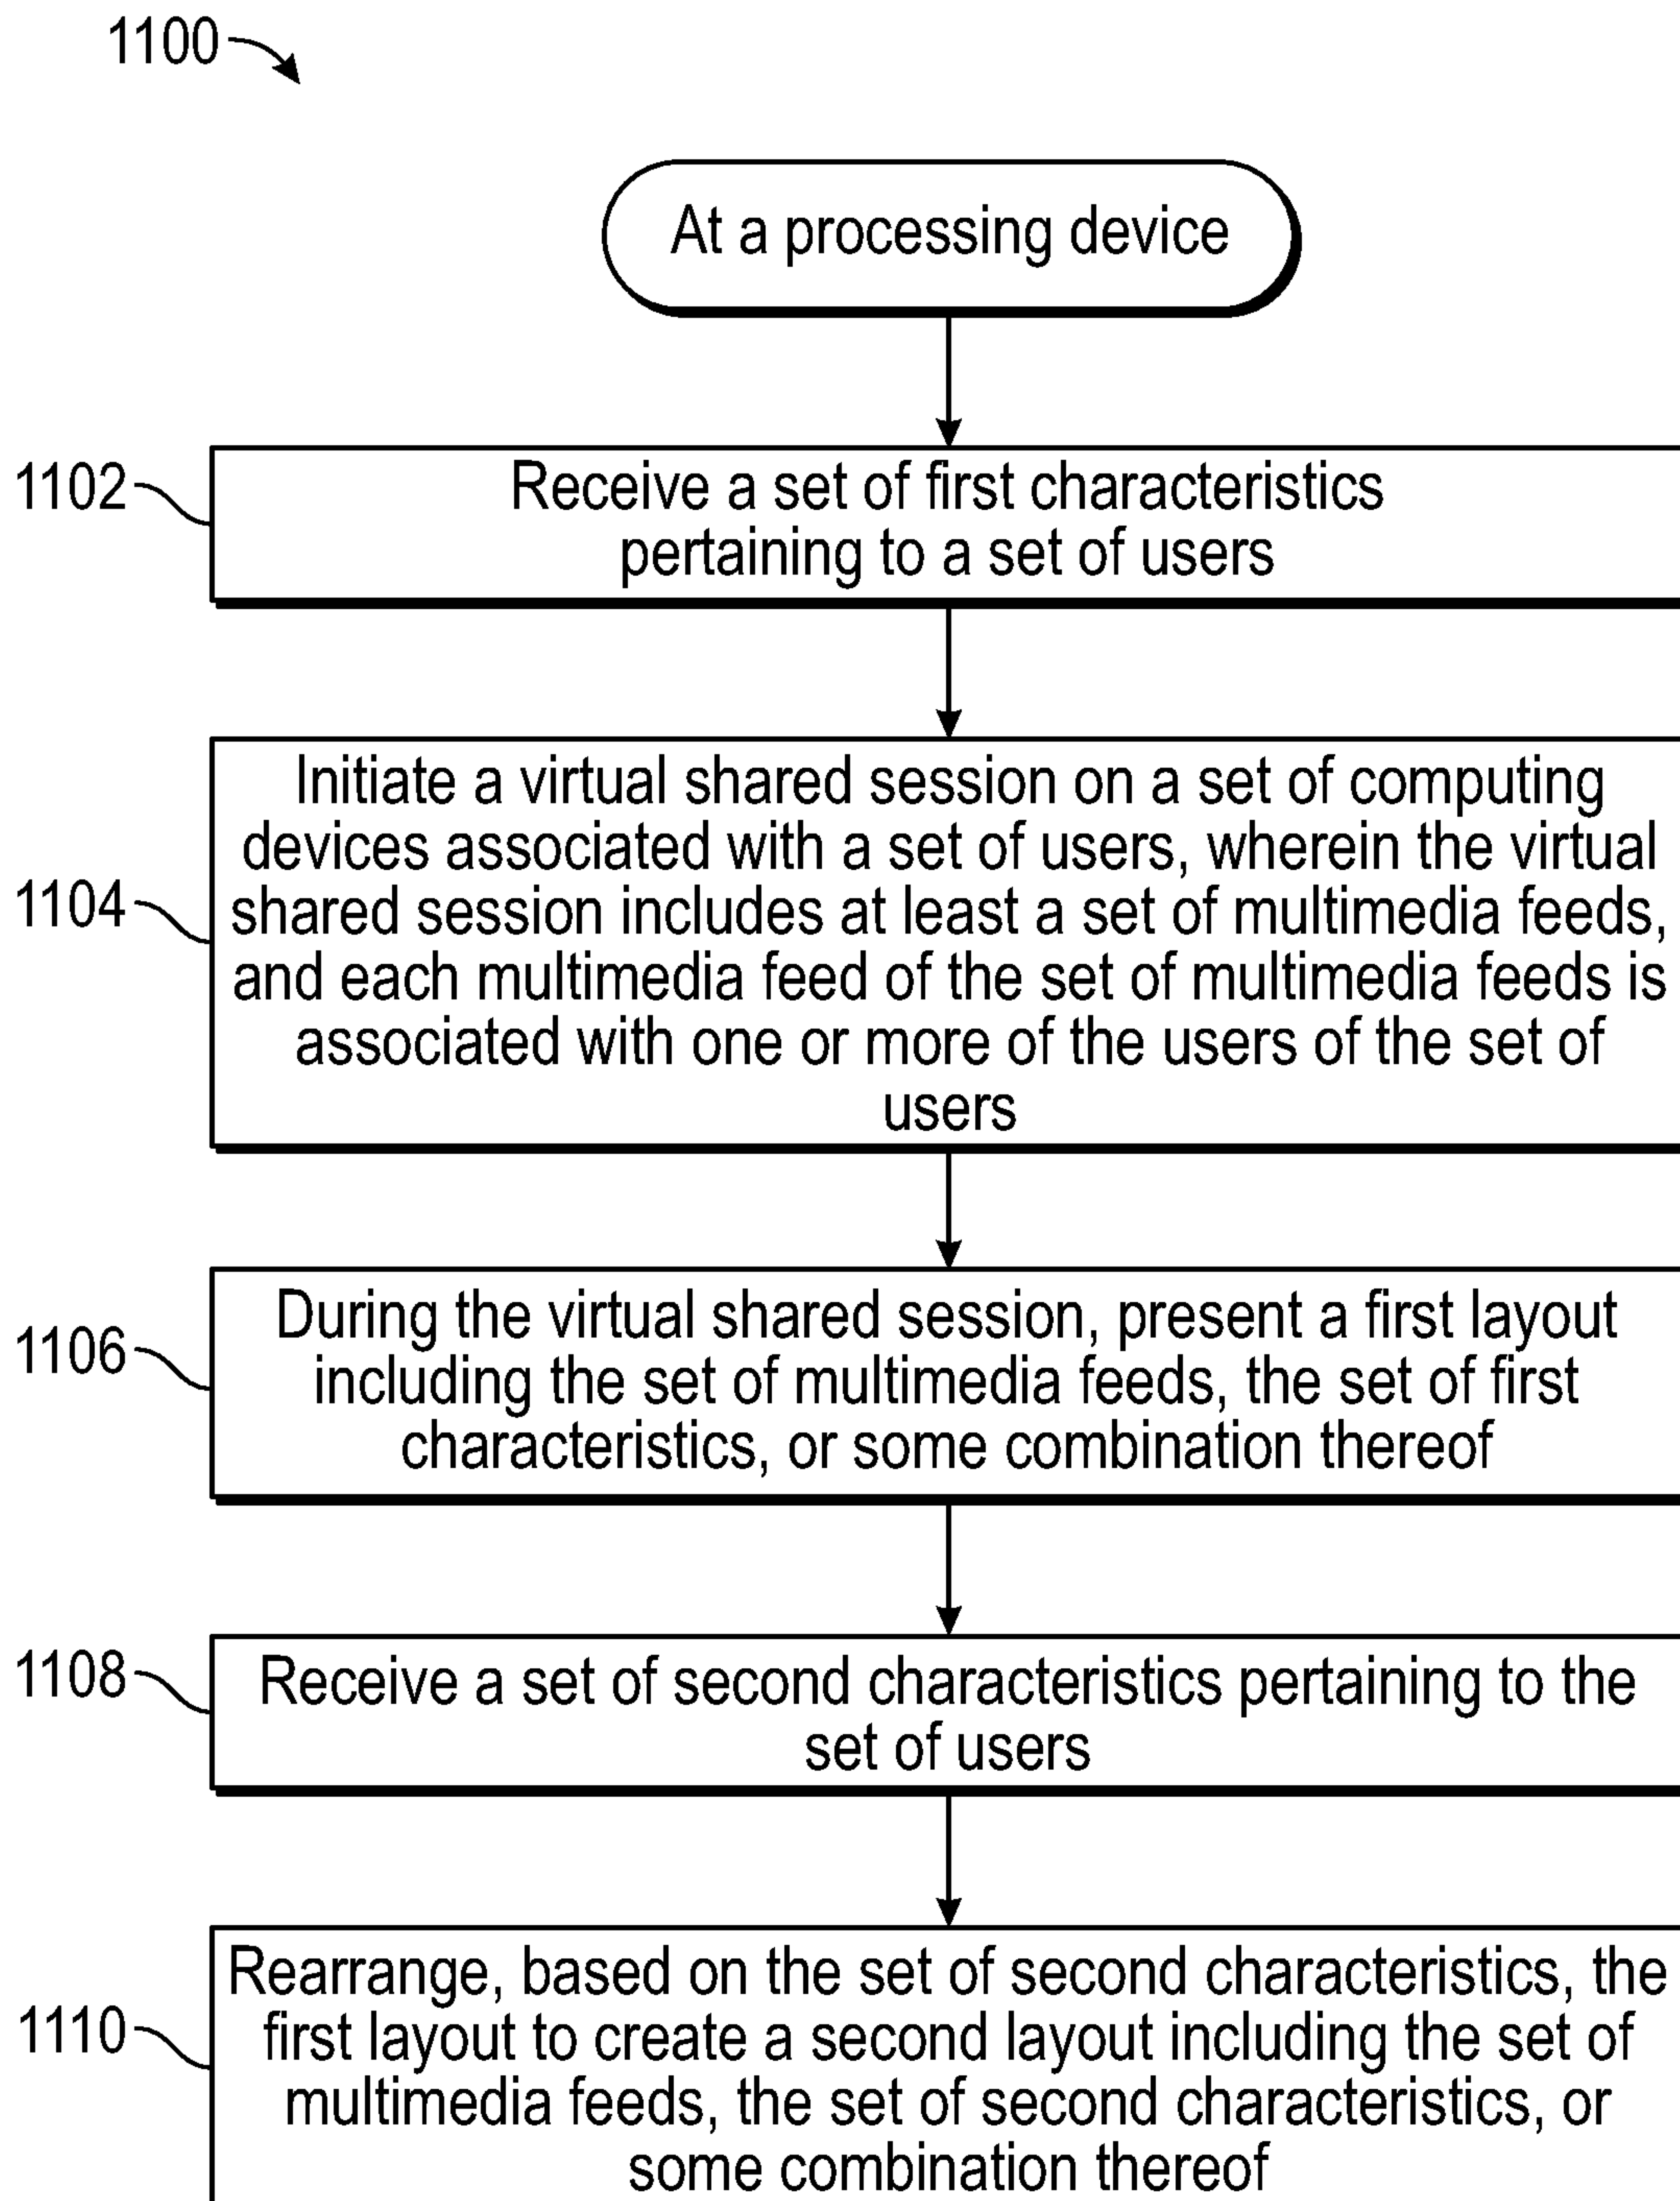 1100
At a processing device
1102
Receive a set of first characteristics
pertaining to a set of users
1104
Initiate a virtual shared session on a set of computing
devices associated with a set of users, wherein the virtual
shared session includes at least a set of multimedia feeds,
and each multimedia feed of the set of multimedia feeds is
associated with one or more of the users of the set of
users
1106
During the virtual shared session, present a first layout
including the set of multimedia feeds, the set of first
characteristics, or some combination thereof
1108
Receive a set of second characteristics pertaining to the
set of users
1110
Rearrange, based on the set of second characteristics, the
first layout to create a second layout including the set of
multimedia feeds, the set of second characteristics, or
some combination thereof